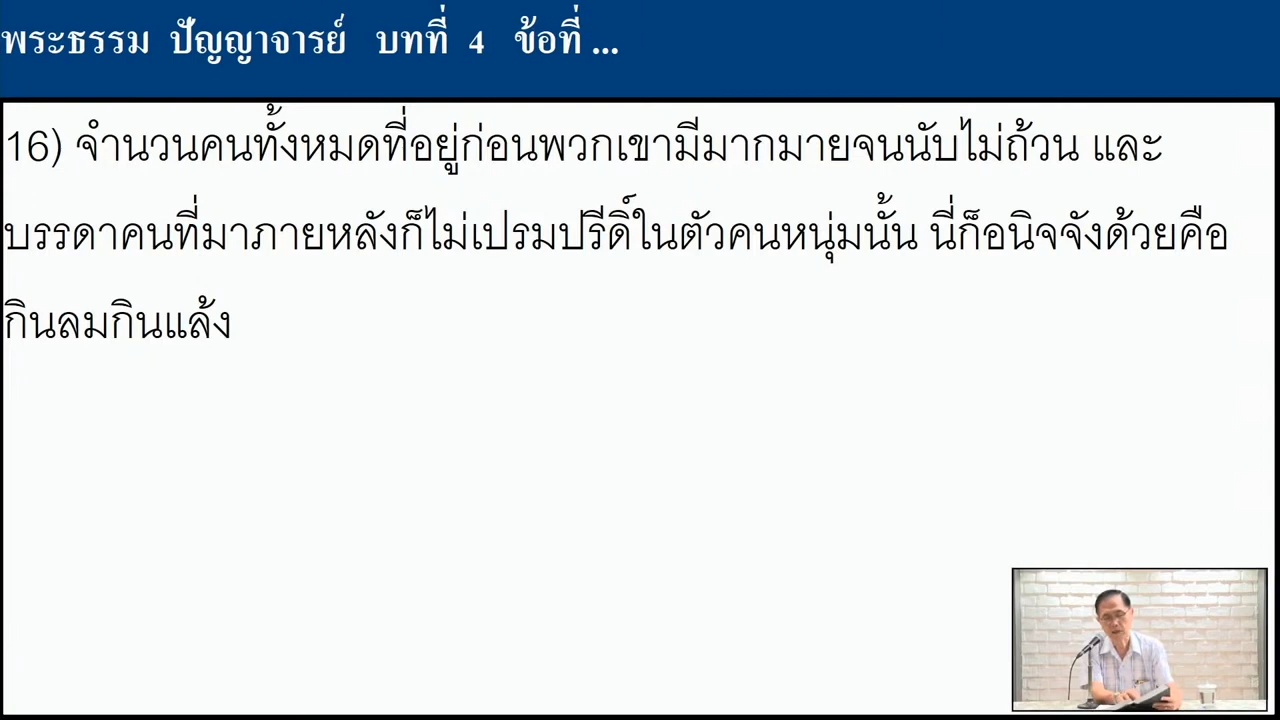 พระธรรม ปัญญาจารย์ บทที่ 4 ข้อที่ ...
16) จำนวนคนทั้งหมดที่อยู่ก่อนพวกเขามีมากมายจนนับไม่ถ้วน และ
บรรดาคนที่มาภายหลังก็ไม่เปรมปรีดิ์ในตัวคนหนุ่มนั้น นี่ก็อนิจจังด้วยคือ
กินลมกินแล้ง